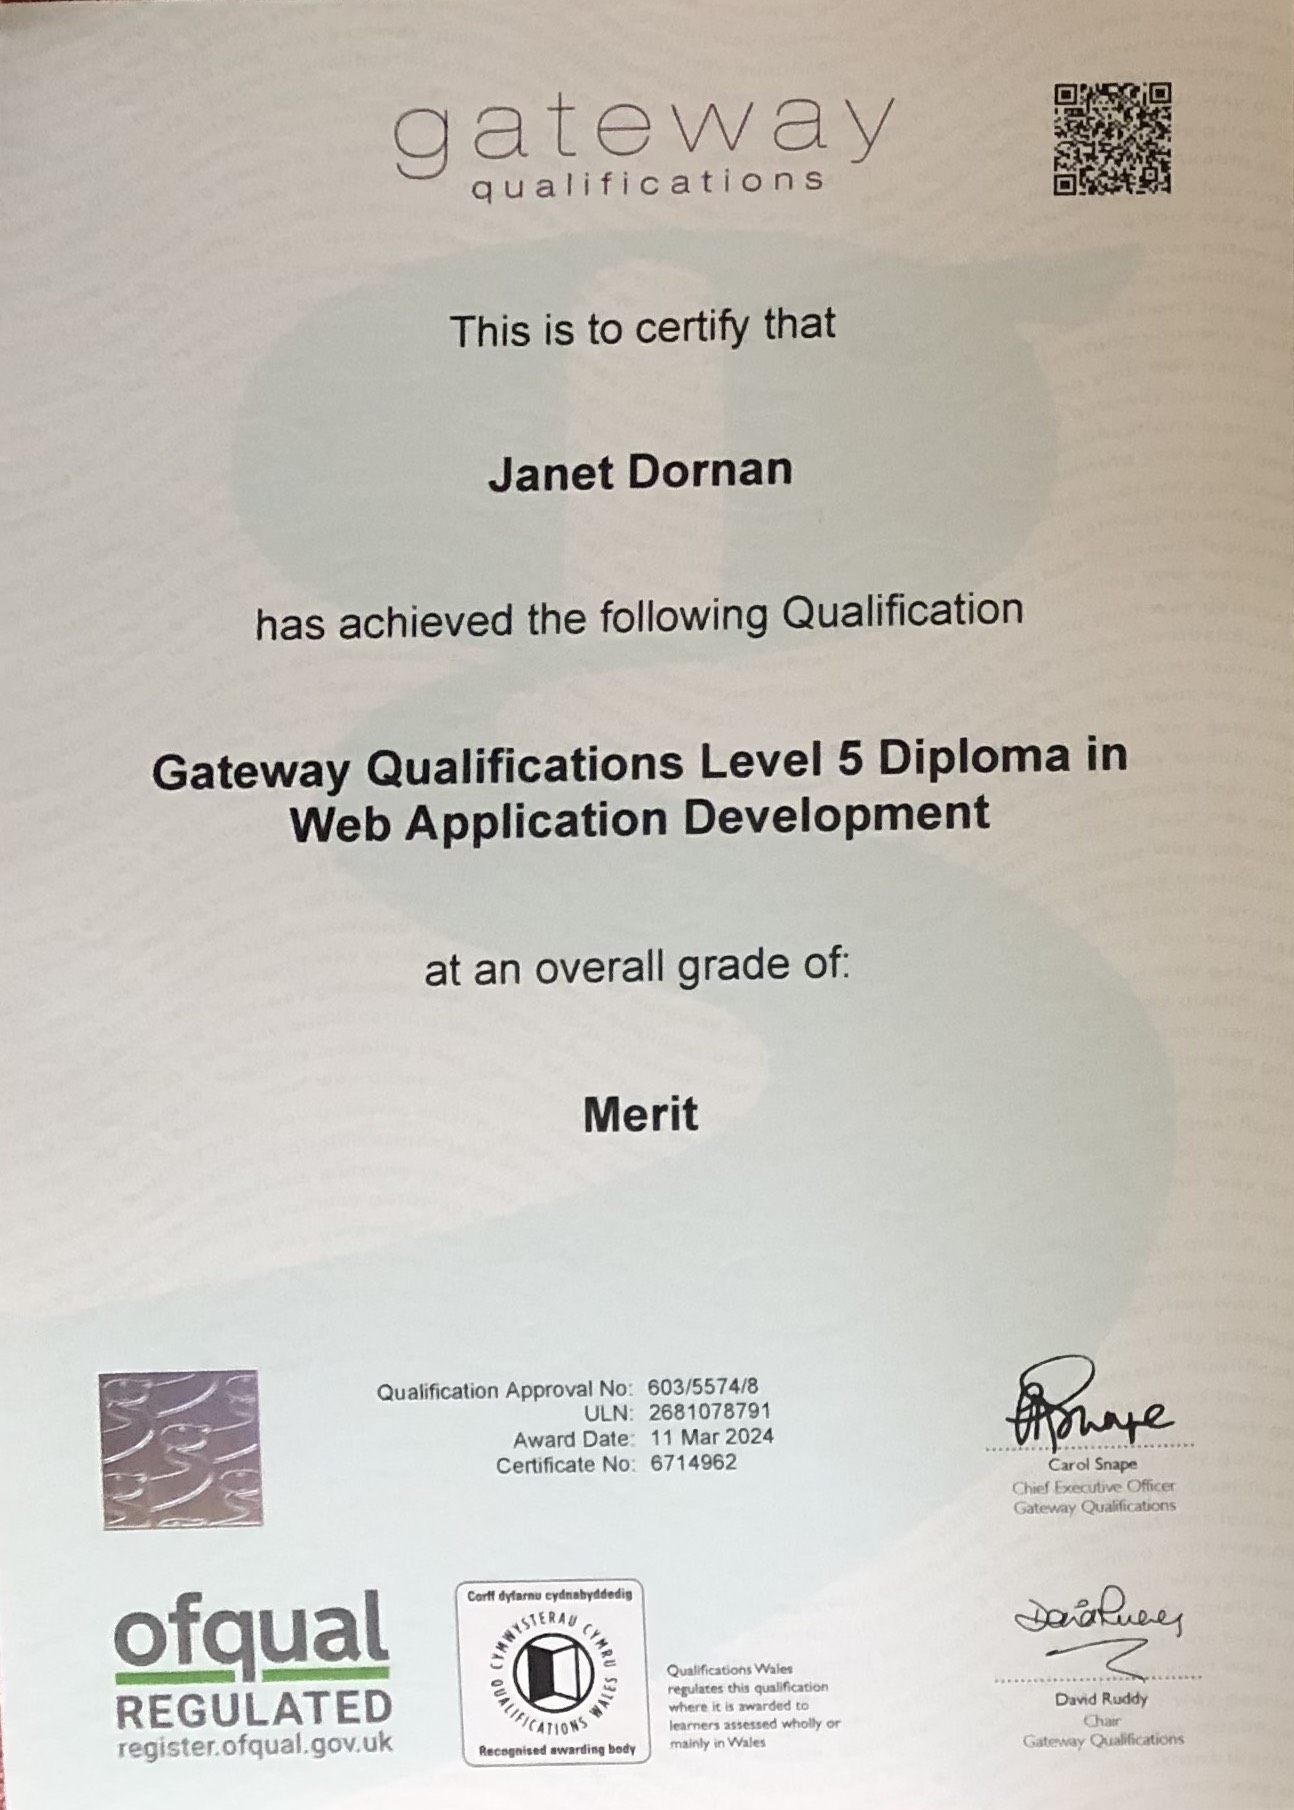 gateway
qualifications
This is to certify that
Janet Dornan
has achieved the following Qualification
Gateway Qualifications Level 5 Diploma in
Web Application Development
at an overall grade of:
Merit
Qualification Approval No: 603/5574/8
ULN: 2681078791
Award Date: 11 Mar 2024
Certificate No: 6714962
Carol Snape
Chief Executive Officer
Gateway Qualifications
ofqual
REGULATED
register.ofqual.gov.uk
Corff dyfarnu cydnabyddedig
CYMWYSTERAU CYMRU
QUALIFICATIONS WALES
Recognised awarding body
Qualifications Wales
regulates this qualification
where it is awarded to
learners assessed wholly or
mainly in Wales
David Ruddy
Chair
Gateway Qualifications